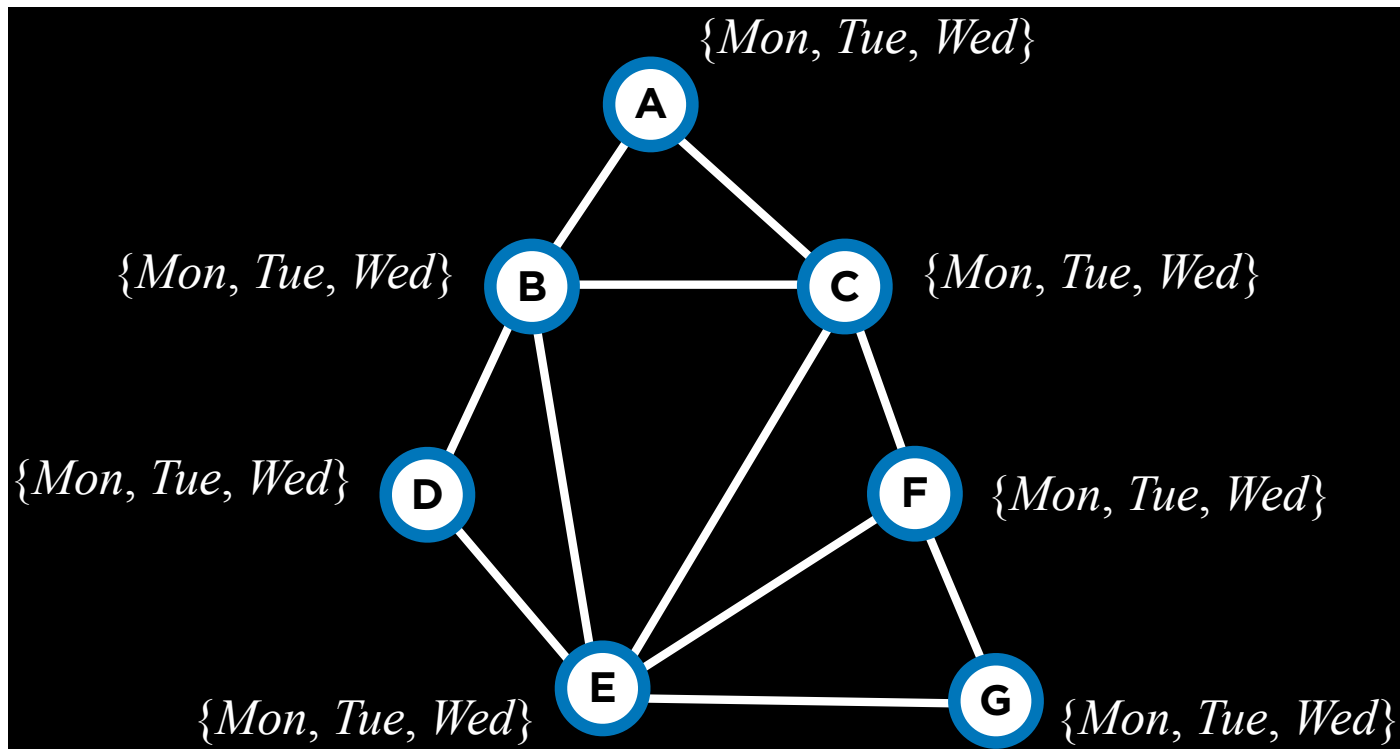 {Mon, Tue, Wed}
A
{Mon, Tue, Wed} B C {Mon, Tue, Wed}
{Mon, Tue, Wed} D F {Mon, Tue, Wed}
{Mon, Tue, Wed} E G {Mon, Tue, Wed}